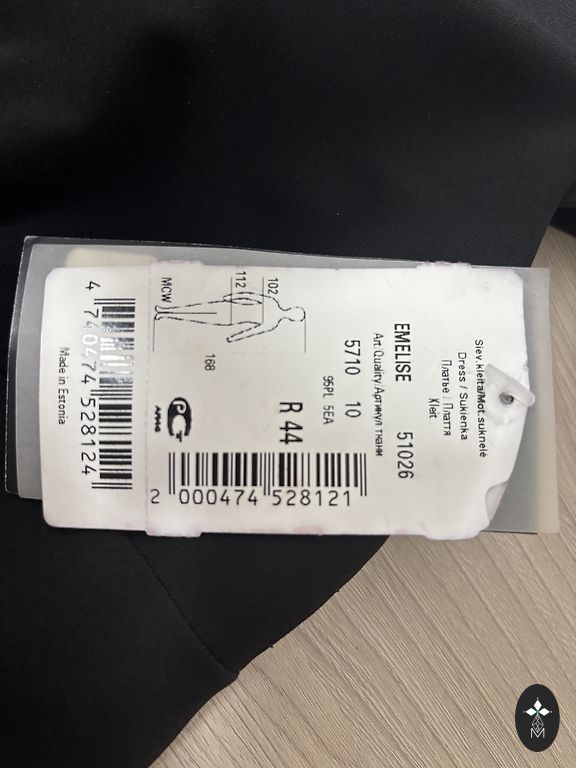 Siev. kleita/Mot. suknelė
Dress / Sukienka
Платье / Плаття
Kleit
EMELISE 51026
Art/Quality/Артикул ткани
5710 10
95PL 5EA
R 44
102
112
168
MCW
2 000474 528121
4 740474 528124
Made in Estonia
M